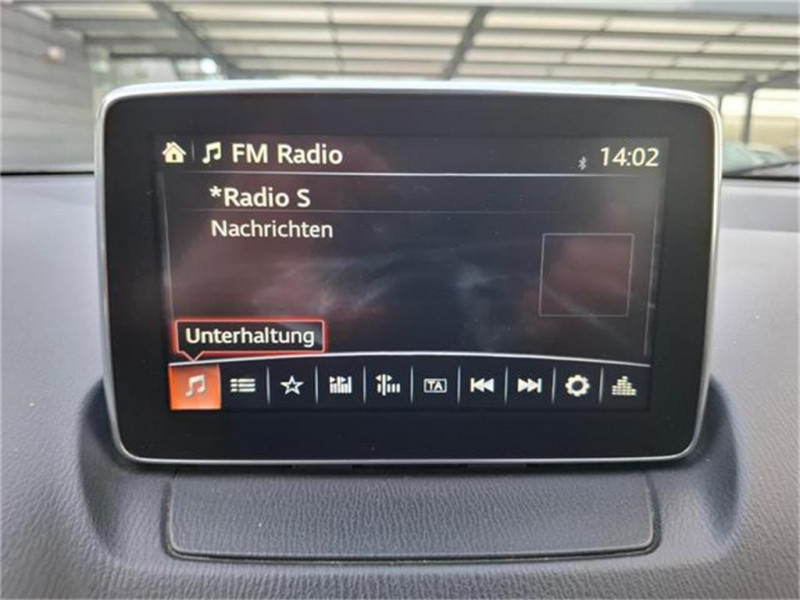 FM Radio 14:02
*Radio S
Nachrichten
Unterhaltung
TA